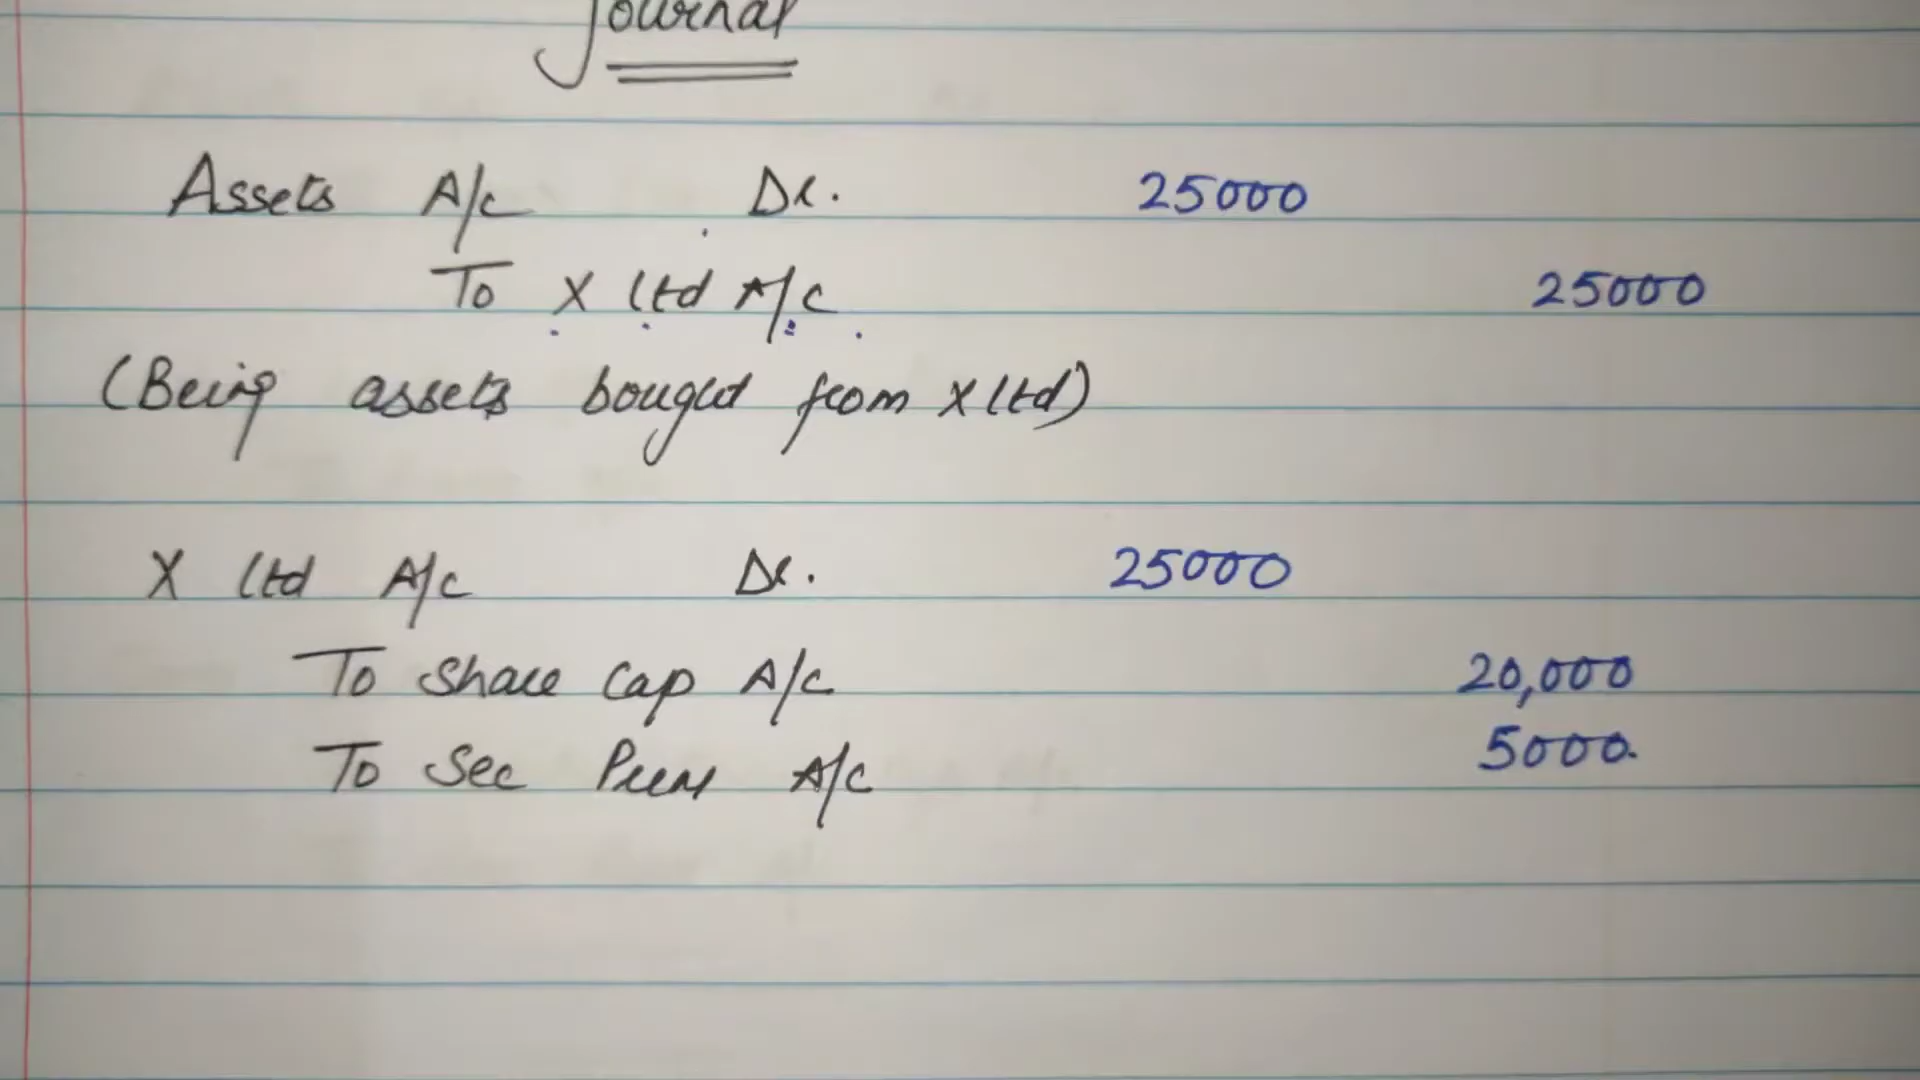 Journal
Assets A/c Dr. 25000
To X Ltd A/c 25000
(Being assets bought from X Ltd)
X Ltd A/c Dr. 25000
To Share Cap A/c 20,000
To Sec Prem A/c 5000.